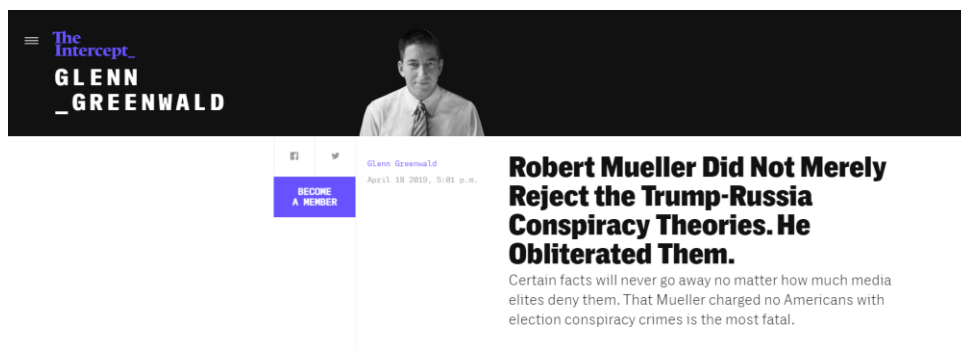 The
Intercept_
GLENN
_GREENWALD
BECOME
A MEMBER
Glenn Greenwald
April 18 2019, 5:01 p.m.
Robert Mueller Did Not Merely
Reject the Trump-Russia
Conspiracy Theories. He
Obliterated Them.
Certain facts will never go away no matter how much media
elites deny them. That Mueller charged no Americans with
election conspiracy crimes is the most fatal.